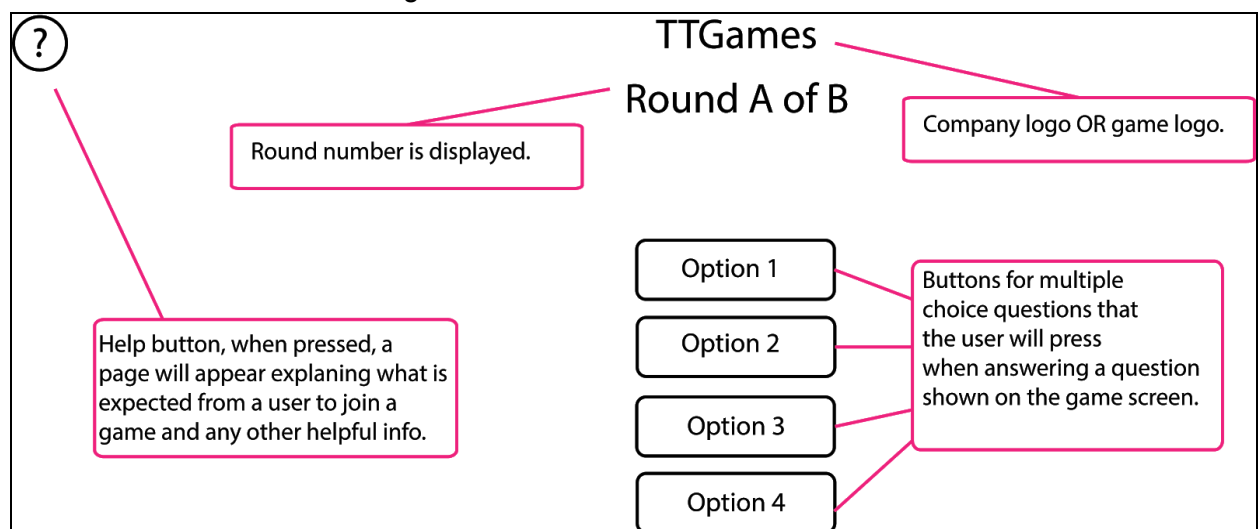 ?
TTGames
Round A of B
Company logo OR game logo.
Round number is displayed.
Option 1
Option 2
Option 3
Option 4
Buttons for multiple
choice questions that
the user will press
when answering a question
shown on the game screen.
Help button, when pressed, a
page will appear explaning what is
expected from a user to join a
game and any other helpful info.